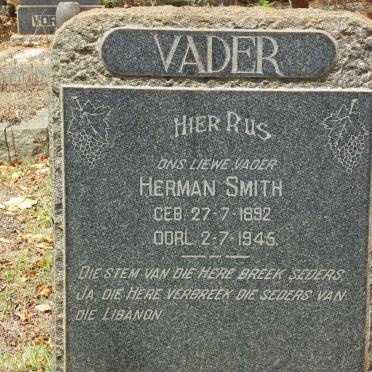 VADER
HIER RUS
ONS LIEWE VADER
HERMAN SMITH
GEB. 27-7-1892
OORL. 2-7-1945.
DIE STEM VAN DIE HERE BREEK SEDERS
JA, DIE HERE VERBREEK DIE SEDERS VAN
DIE LIBANON